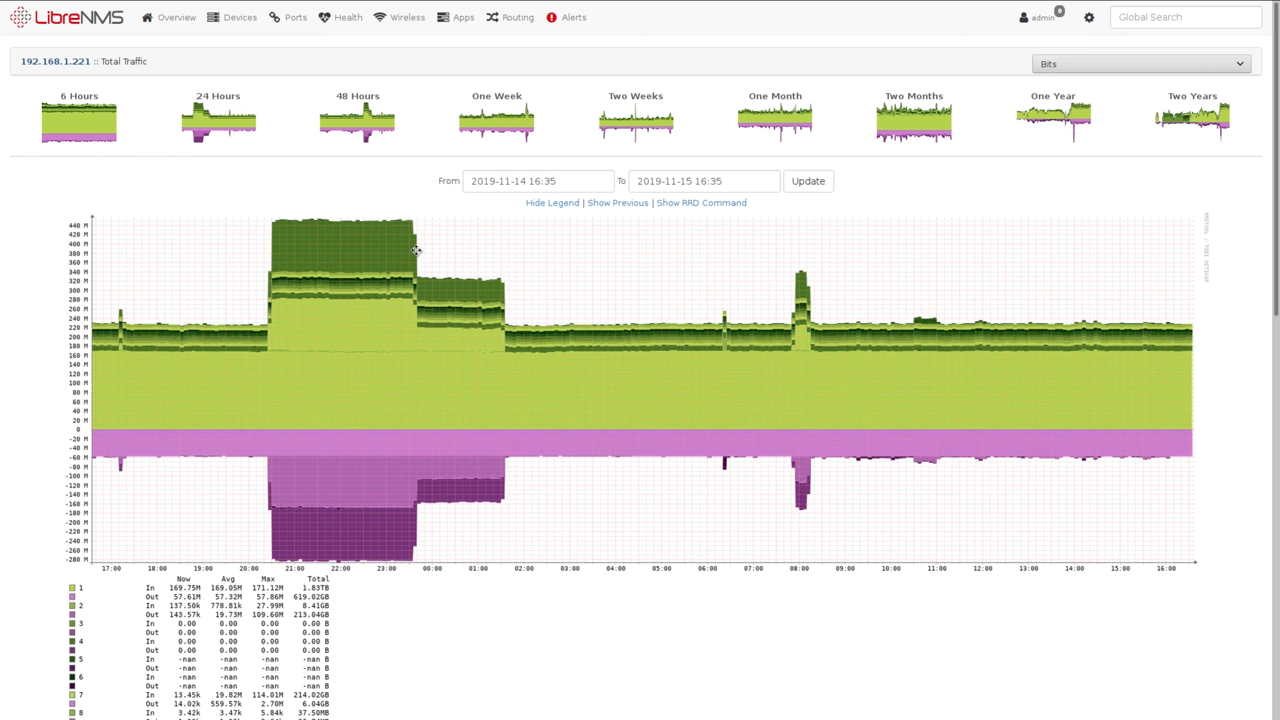 LibreNMS Overview Devices Ports Health Wireless Apps Routing Alerts admin 0 Global Search
192.168.1.221 :: Total Traffic Bits
6 Hours 24 Hours 48 Hours One Week Two Weeks One Month Two Months One Year Two Years
From 2019-11-14 16:35 To 2019-11-15 16:35 Update
Hide Legend | Show Previous | Show RRD Command
440 M
420 M
400 M
380 M
360 M
340 M
320 M
300 M
280 M
260 M
240 M
220 M
200 M
180 M
160 M
140 M
120 M
100 M
80 M
60 M
40 M
20 M
0
-20 M
-40 M
-60 M
-80 M
-100 M
-120 M
-140 M
-160 M
-180 M
-200 M
-220 M
-240 M
-260 M
-280 M
17:00 18:00 19:00 20:00 21:00 22:00 23:00 00:00 01:00 02:00 03:00 04:00 05:00 06:00 07:00 08:00 09:00 10:00 11:00 12:00 13:00 14:00 15:00 16:00
RRDTOOL / TOBI OETIKER
Now Avg Max Total
1 In 169.75M 169.05M 171.12M 1.83TB
Out 57.61M 57.32M 57.86M 619.02GB
2 In 137.50k 778.81k 27.99M 8.41GB
Out 143.57k 19.73M 109.60M 213.04GB
3 In 0.00 0.00 0.00 0.00 B
Out 0.00 0.00 0.00 0.00 B
4 In 0.00 0.00 0.00 0.00 B
Out 0.00 0.00 0.00 0.00 B
5 In -nan -nan -nan -nan B
Out -nan -nan -nan -nan B
6 In -nan -nan -nan -nan B
Out -nan -nan -nan -nan B
7 In 13.45k 19.82M 114.01M 214.02GB
Out 14.02k 559.57k 2.70M 6.04GB
8 In 3.42k 3.47k 5.84k 37.50MB